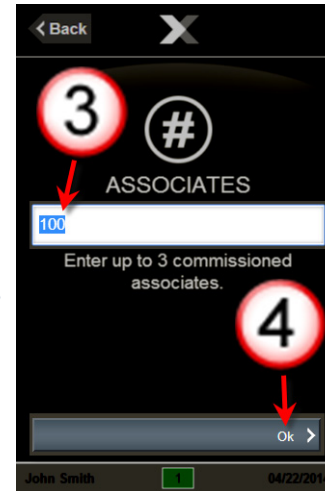 Back
3
#
ASSOCIATES
100
Enter up to 3 commissioned
associates.
4
Ok
John Smith 1 04/22/201